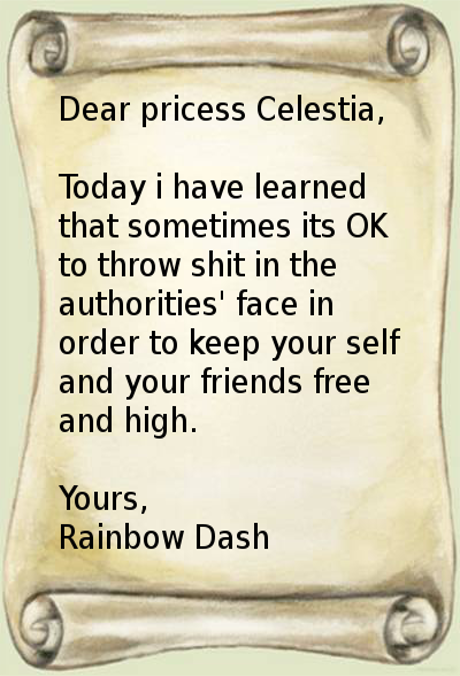 Dear pricess Celestia,
Today i have learned
that sometimes its OK
to throw shit in the
authorities' face in
order to keep your self
and your friends free
and high.
Yours,
Rainbow Dash